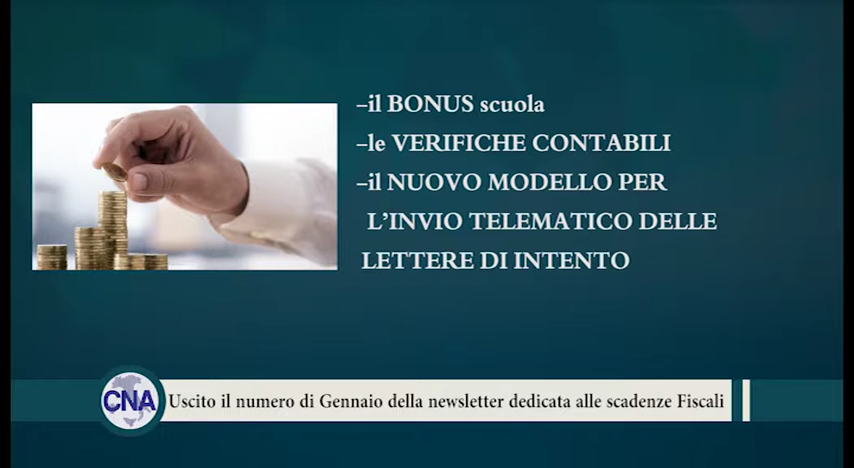 –il BONUS scuola
–le VERIFICHE CONTABILI
–il NUOVO MODELLO PER
L’INVIO TELEMATICO DELLE
LETTERE DI INTENTO
CNA
Uscito il numero di Gennaio della newsletter dedicata alle scadenze Fiscali